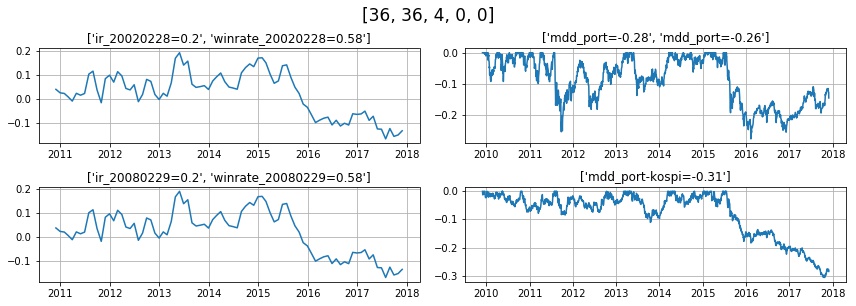 [36, 36, 4, 0, 0]
['ir_20020228=0.2', 'winrate_20020228=0.58']
0.2
0.1
0.0
−0.1
2011 2012 2013 2014 2015 2016 2017 2018
['mdd_port=-0.28', 'mdd_port=-0.26']
0.0
−0.1
−0.2
2010 2011 2012 2013 2014 2015 2016 2017 2018
['ir_20080229=0.2', 'winrate_20080229=0.58']
0.2
0.1
0.0
−0.1
2011 2012 2013 2014 2015 2016 2017 2018
['mdd_port-kospi=-0.31']
0.0
−0.1
−0.2
−0.3
2010 2011 2012 2013 2014 2015 2016 2017 2018